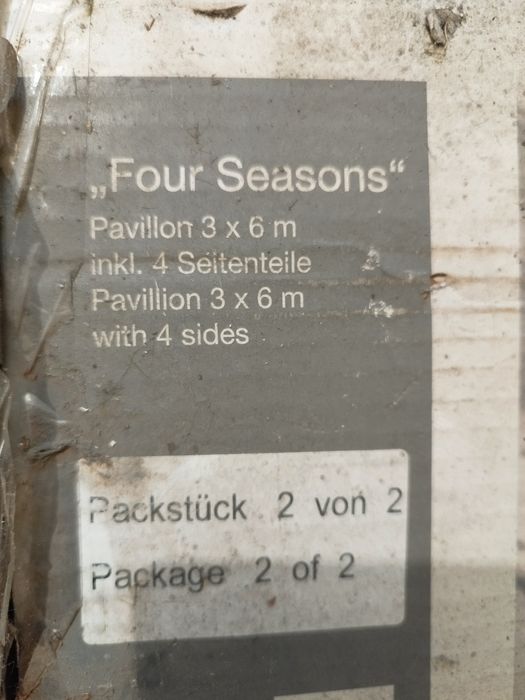 „Four Seasons“
Pavillon 3 x 6 m
inkl. 4 Seitenteile
Pavillion 3 x 6 m
with 4 sides
Packstück 2 von 2
Package 2 of 2